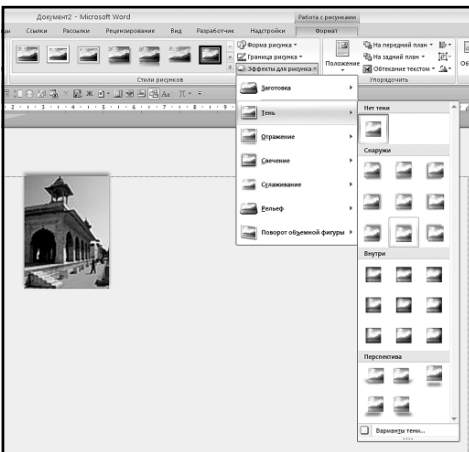 Документ2 - Microsoft Word
Работа с рисунками
Ссылки Рассылки Рецензирование Вид Разработчик Надстройки Формат
Форма рисунка
Граница рисунка
Эффекты для рисунка
Положение
На передний план
На задний план
Обтекание текстом
Стили рисунков
Упорядочить
Заготовка
Тень
Отражение
Свечение
Сглаживание
Рельеф
Поворот объемной фигуры
Нет тени
Снаружи
Внутри
Перспектива
Варианты тени...